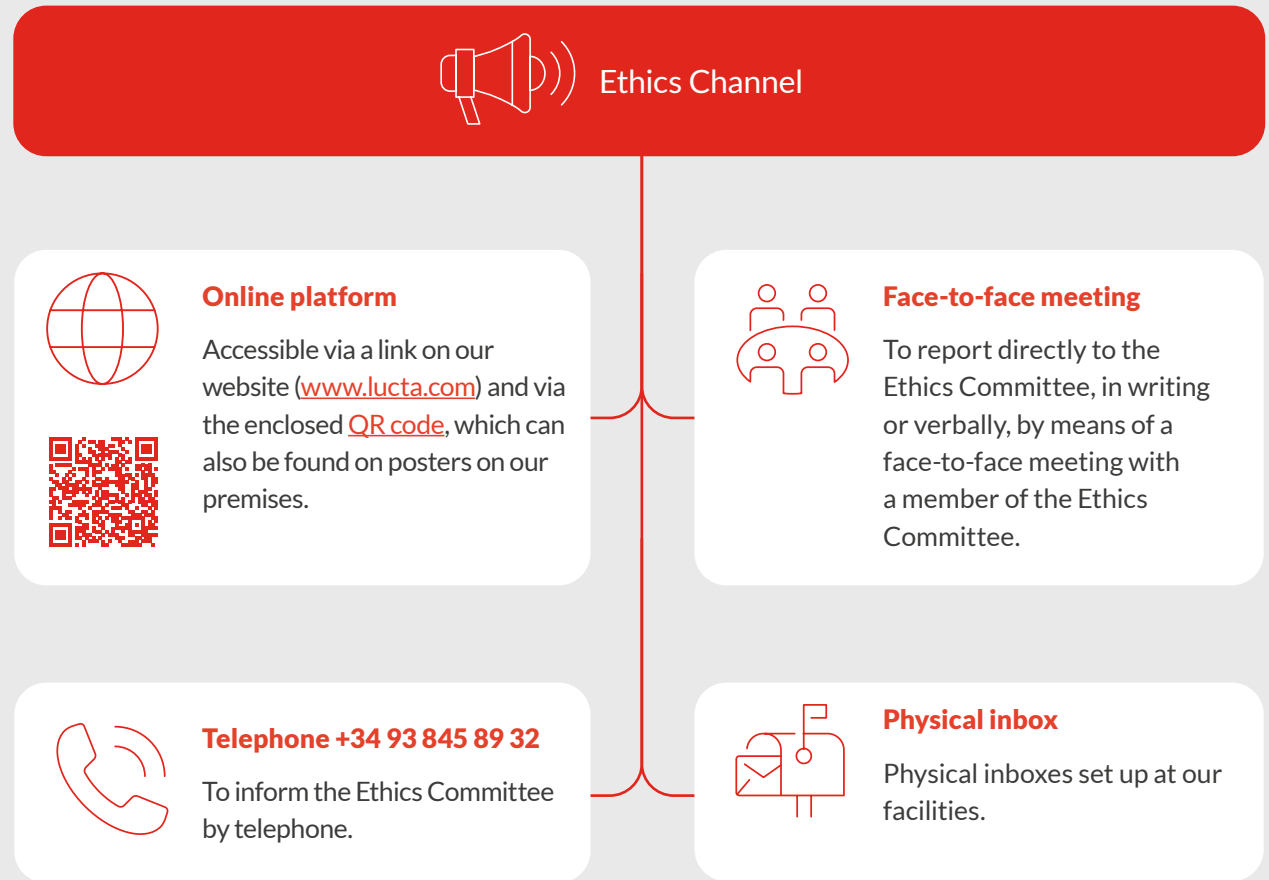 Ethics Channel
Online platform
Accessible via a link on our
website (www.lucta.com) and via
the enclosed QR code, which can
also be found on posters on our
premises.
Face-to-face meeting
To report directly to the
Ethics Committee, in writing
or verbally, by means of a
face-to-face meeting with
a member of the Ethics
Committee.
Telephone +34 93 845 89 32
To inform the Ethics Committee
by telephone.
Physical inbox
Physical inboxes set up at our
facilities.